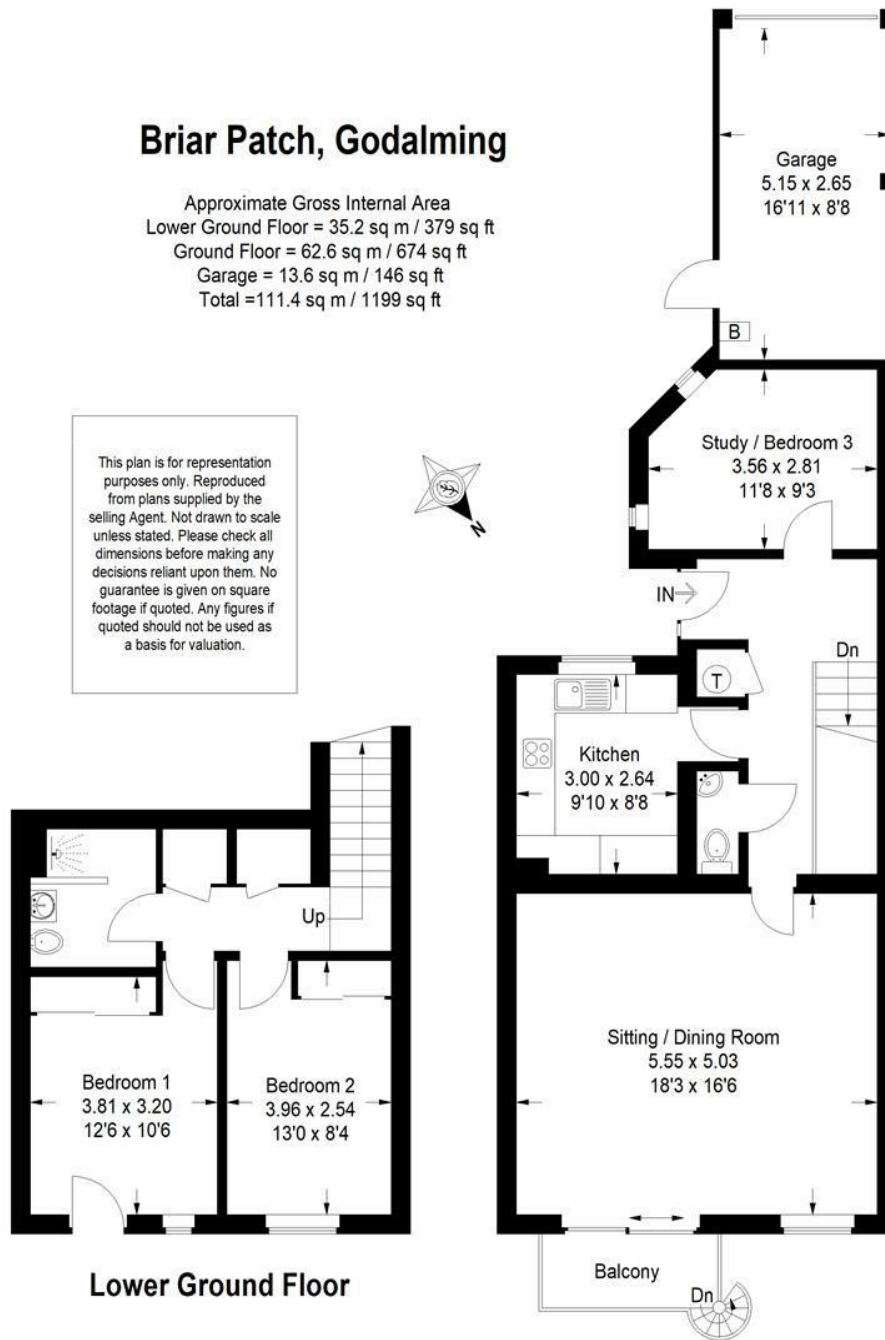 Briar Patch, Godalming
Approximate Gross Internal Area
Lower Ground Floor = 35.2 sq m / 379 sq ft
Ground Floor = 62.6 sq m / 674 sq ft
Garage = 13.6 sq m / 146 sq ft
Total =111.4 sq m / 1199 sq ft
This plan is for representation
purposes only. Reproduced
from plans supplied by the
selling Agent. Not drawn to scale
unless stated. Please check all
dimensions before making any
decisions reliant upon them. No
guarantee is given on square
footage if quoted. Any figures if
quoted should not be used as
a basis for valuation.
N
Garage
5.15 x 2.65
16'11 x 8'8
B
Study / Bedroom 3
3.56 x 2.81
11'8 x 9'3
IN
T
Dn
Kitchen
3.00 x 2.64
9'10 x 8'8
Sitting / Dining Room
5.55 x 5.03
18'3 x 16'6
Balcony
Dn
Up
Bedroom 1
3.81 x 3.20
12'6 x 10'6
Bedroom 2
3.96 x 2.54
13'0 x 8'4
Lower Ground Floor